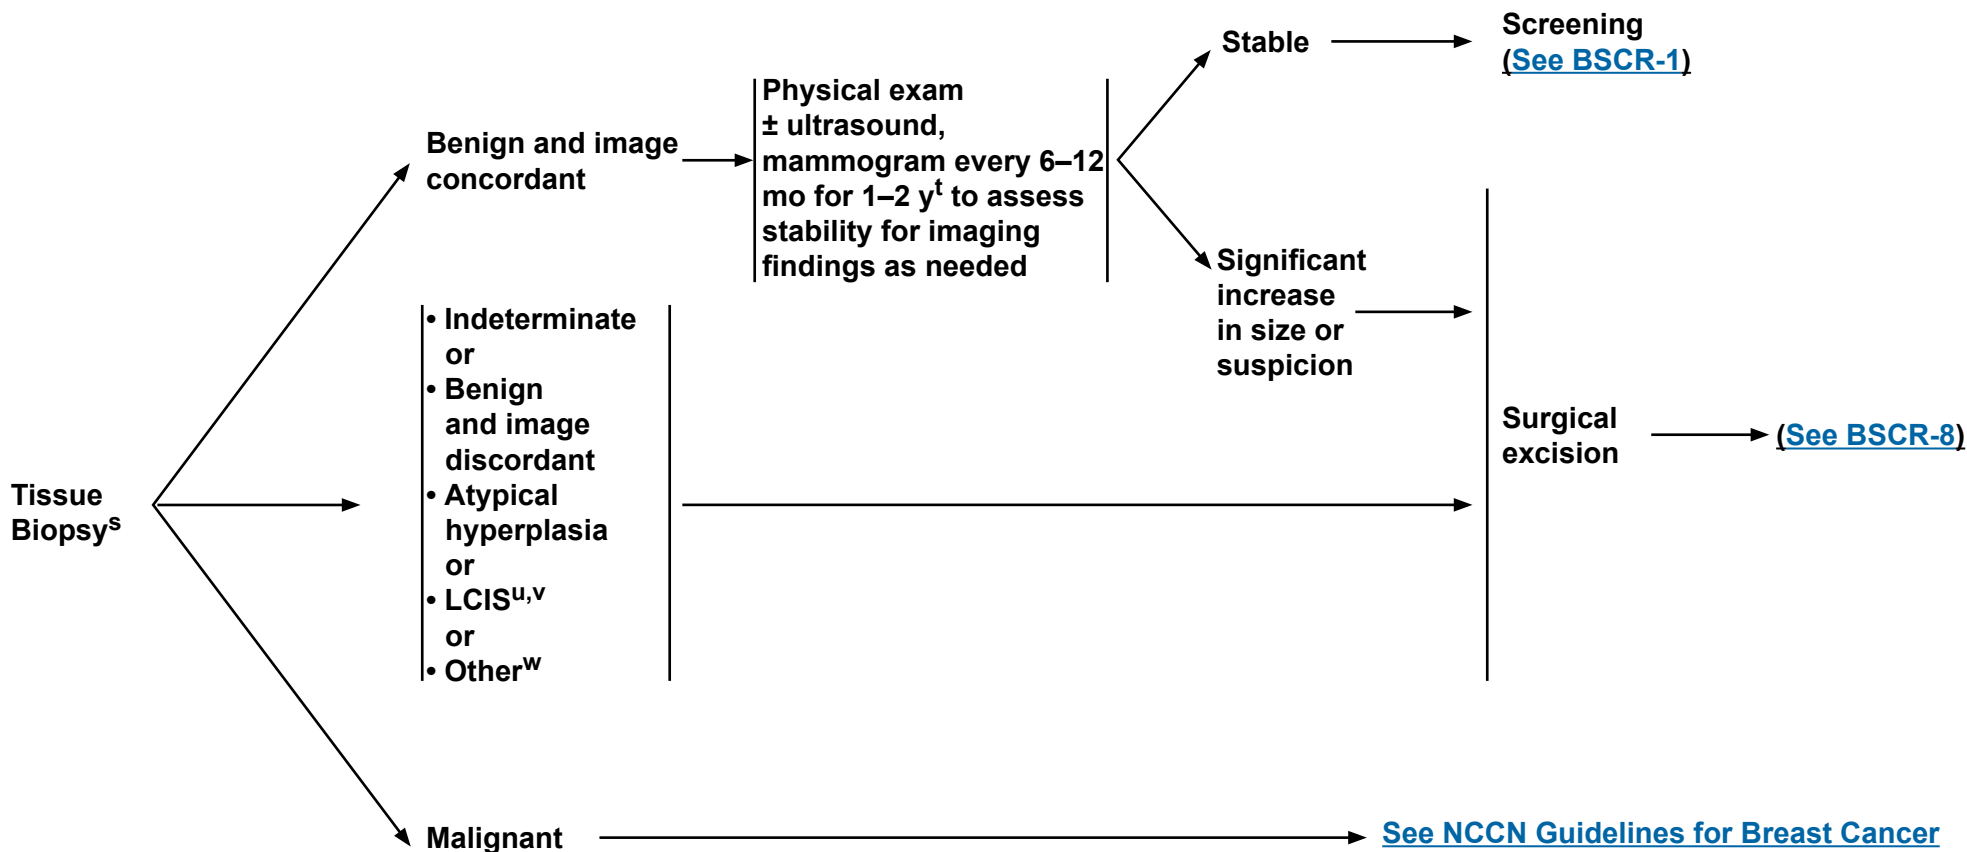 Tissue
Biopsys
Benign and image
concordant
Physical exam
± ultrasound,
mammogram every 6–12
mo for 1–2 yt to assess
stability for imaging
findings as needed
Stable
Screening
(See BSCR-1)
Significant
increase
in size or
suspicion
• Indeterminate
or
• Benign
and image
discordant
• Atypical
hyperplasia
or
• LCISu,v
or
• Otherw
Surgical
excision
(See BSCR-8)
Malignant
See NCCN Guidelines for Breast Cancer